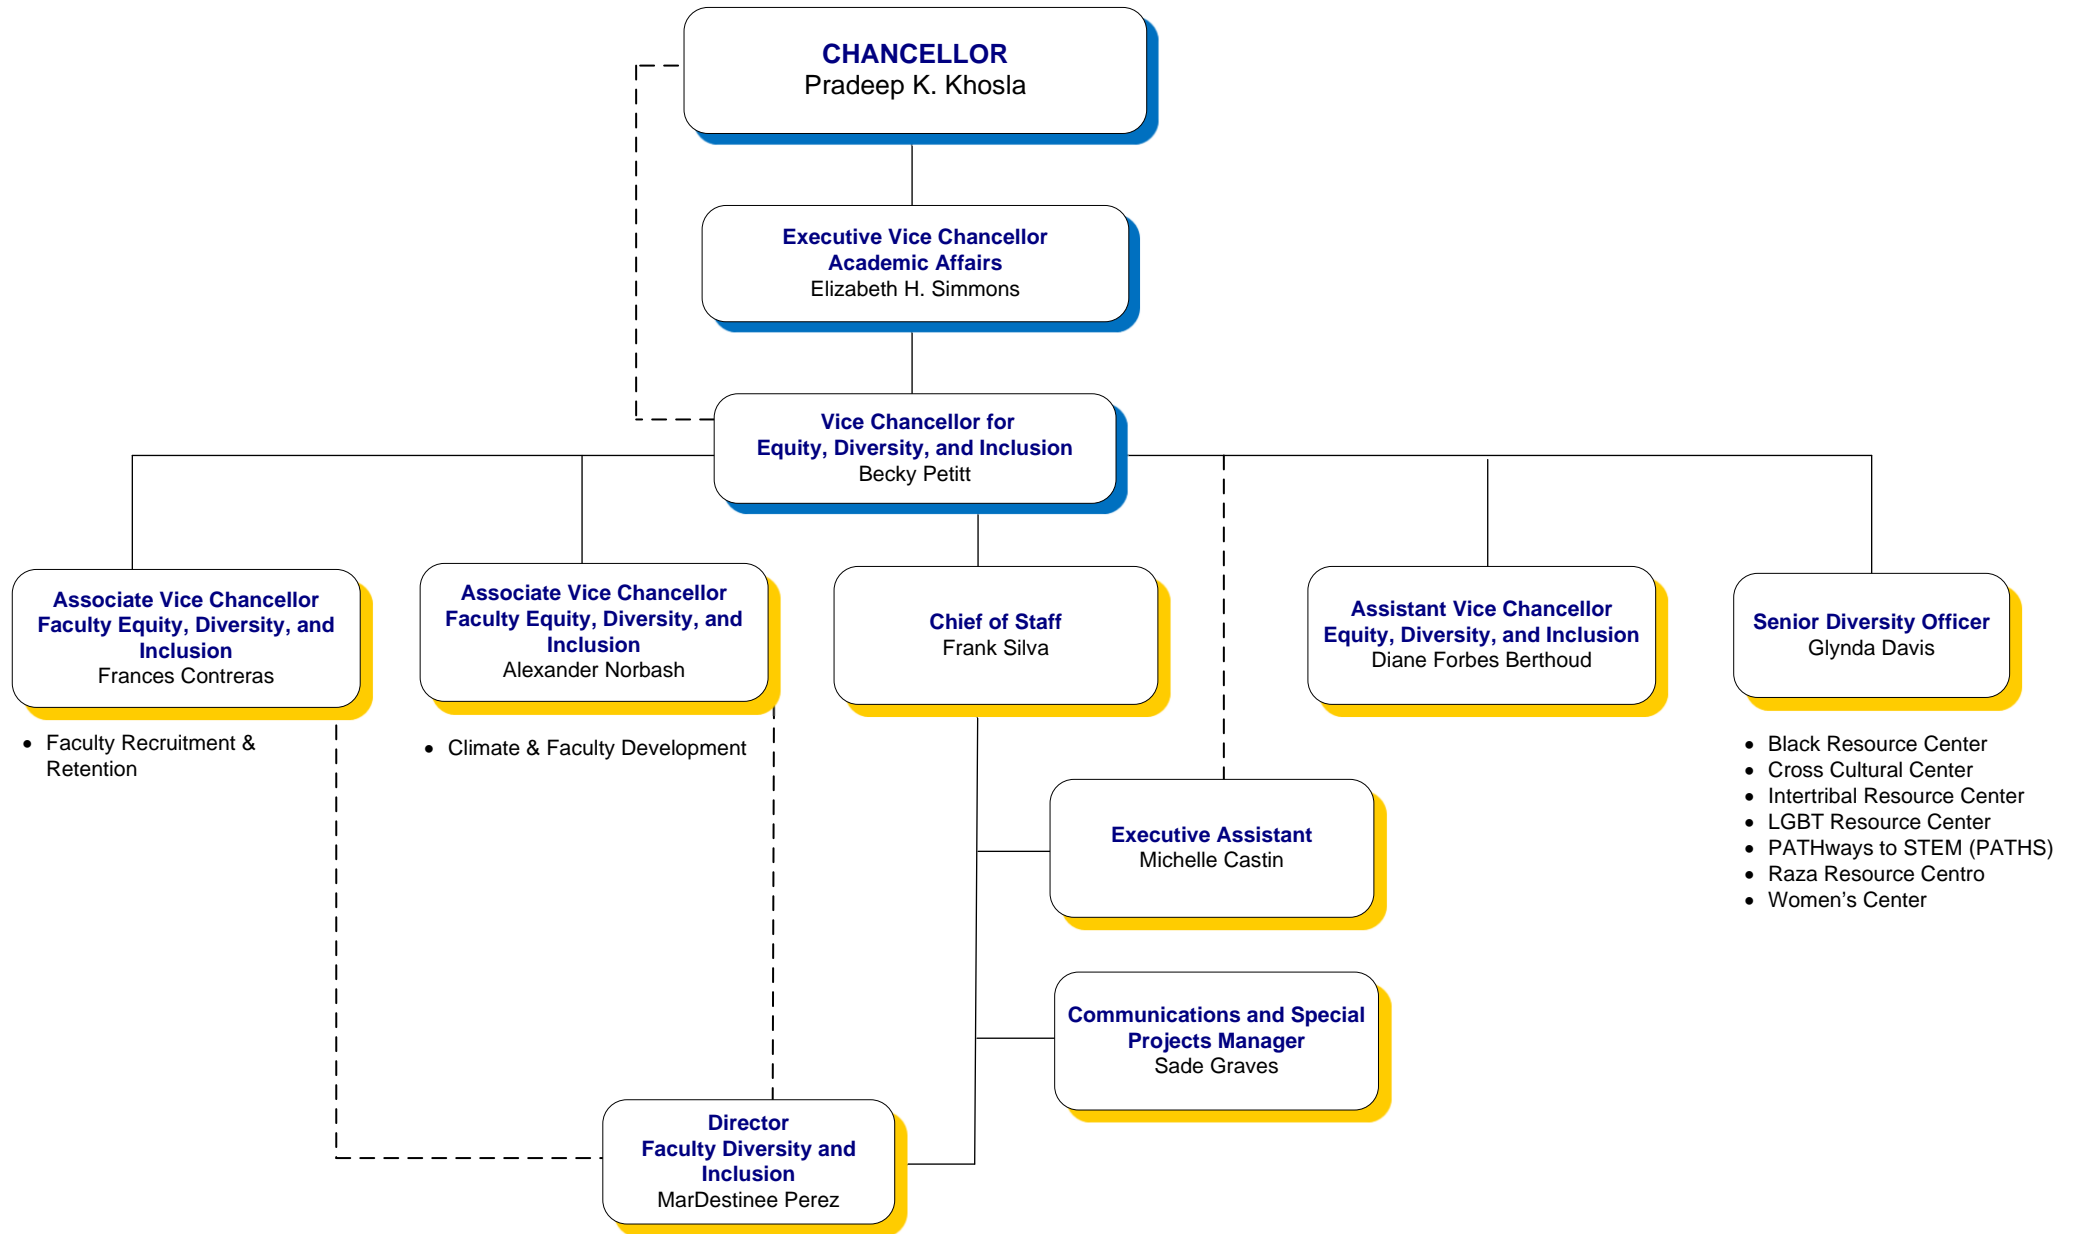 CHANCELLOR
Pradeep K. Khosla
Executive Vice Chancellor
Academic Affairs
Elizabeth H. Simmons
Vice Chancellor for
Equity, Diversity, and Inclusion
Becky Petitt
Associate Vice Chancellor
Faculty Equity, Diversity, and
Inclusion
Frances Contreras
• Faculty Recruitment &
Retention
Associate Vice Chancellor
Faculty Equity, Diversity, and
Inclusion
Alexander Norbash
• Climate & Faculty Development
Chief of Staff
Frank Silva
Assistant Vice Chancellor
Equity, Diversity, and Inclusion
Diane Forbes Berthoud
Senior Diversity Officer
Glynda Davis
• Black Resource Center
• Cross Cultural Center
• Intertribal Resource Center
• LGBT Resource Center
• PATHways to STEM (PATHS)
• Raza Resource Centro
• Women’s Center
Executive Assistant
Michelle Castin
Communications and Special
Projects Manager
Sade Graves
Director
Faculty Diversity and
Inclusion
MarDestinee Perez